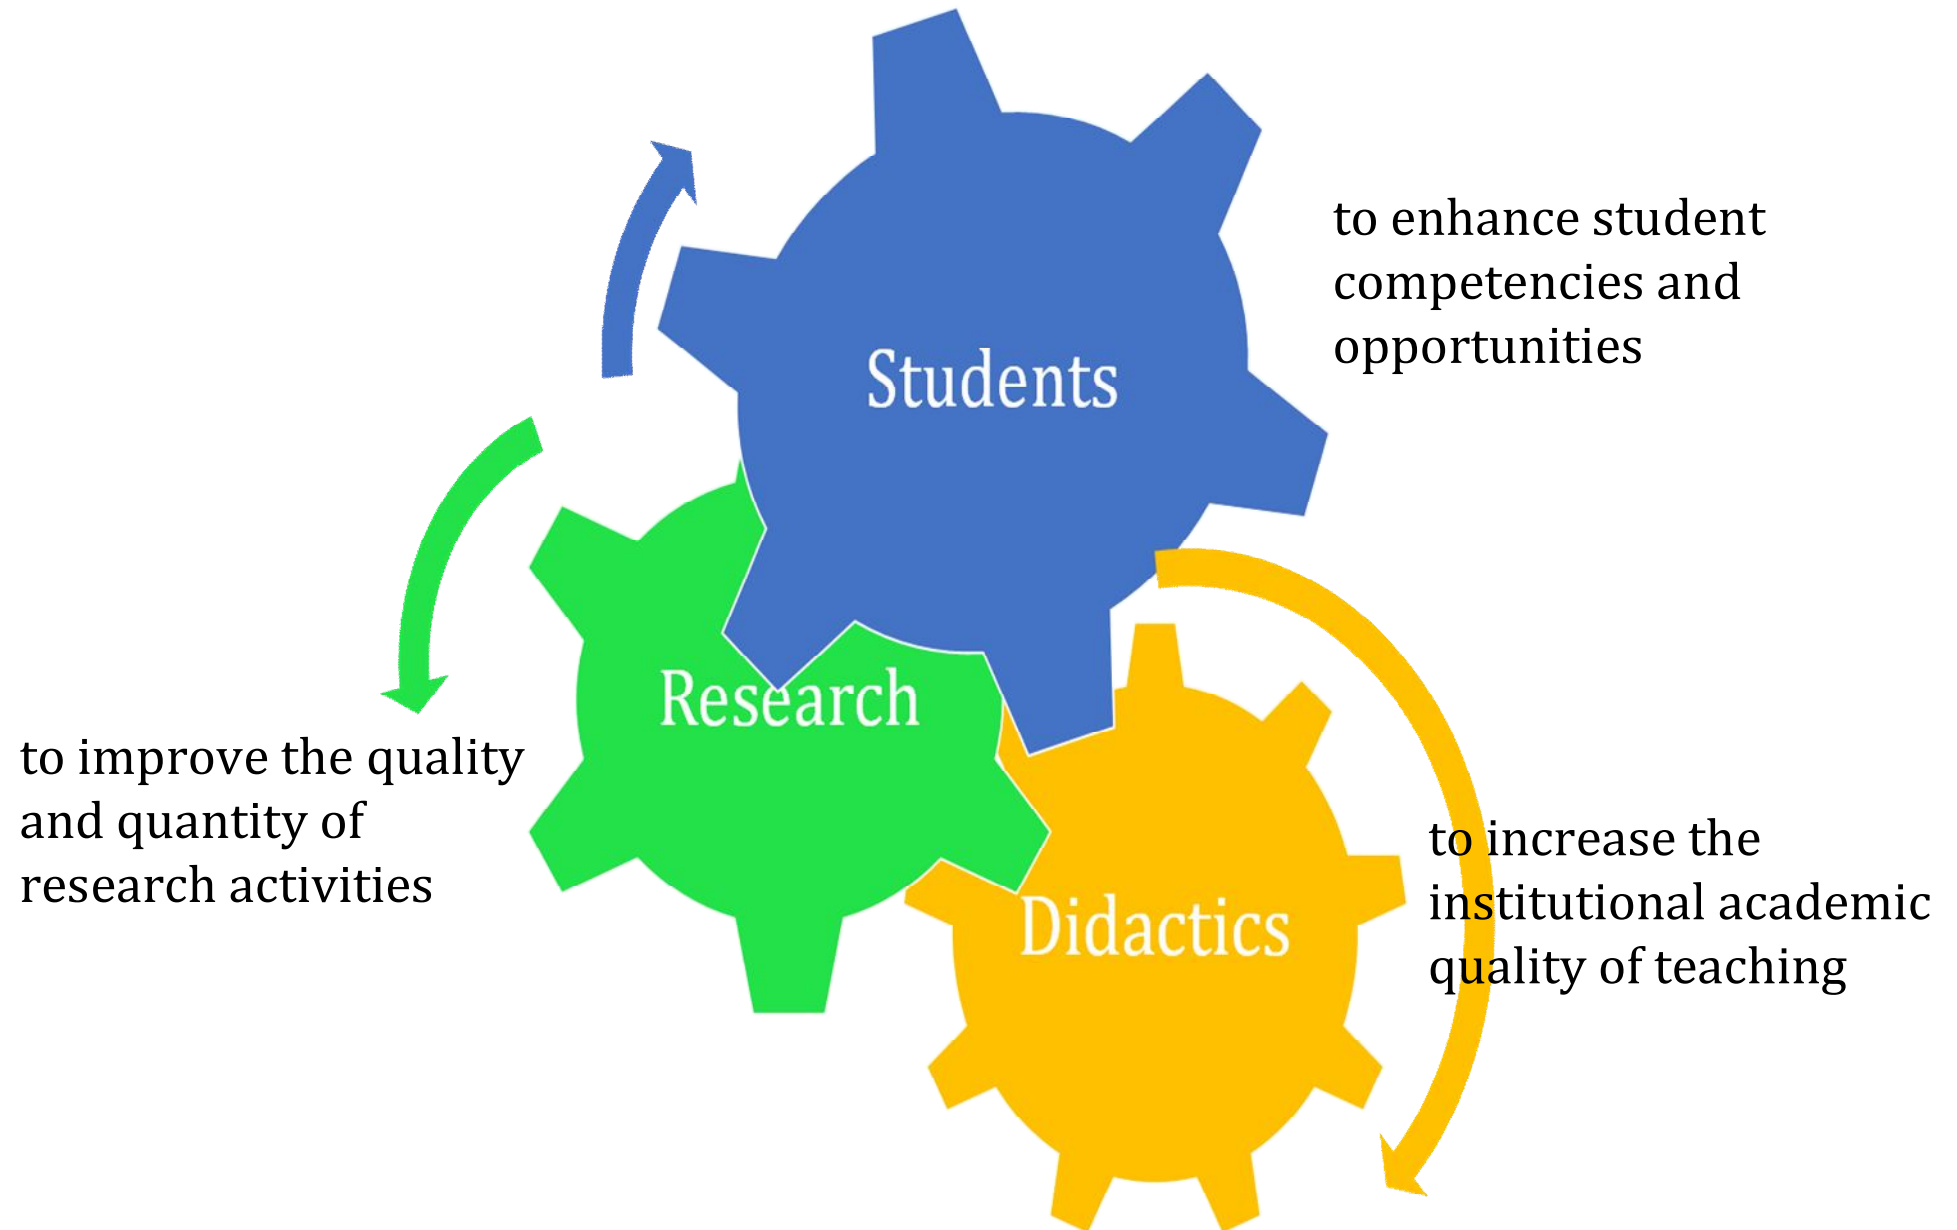 to enhance student
competencies and
opportunities
Students
Research
to improve the quality
and quantity of
research activities
to increase the
institutional academic
quality of teaching
Didactics